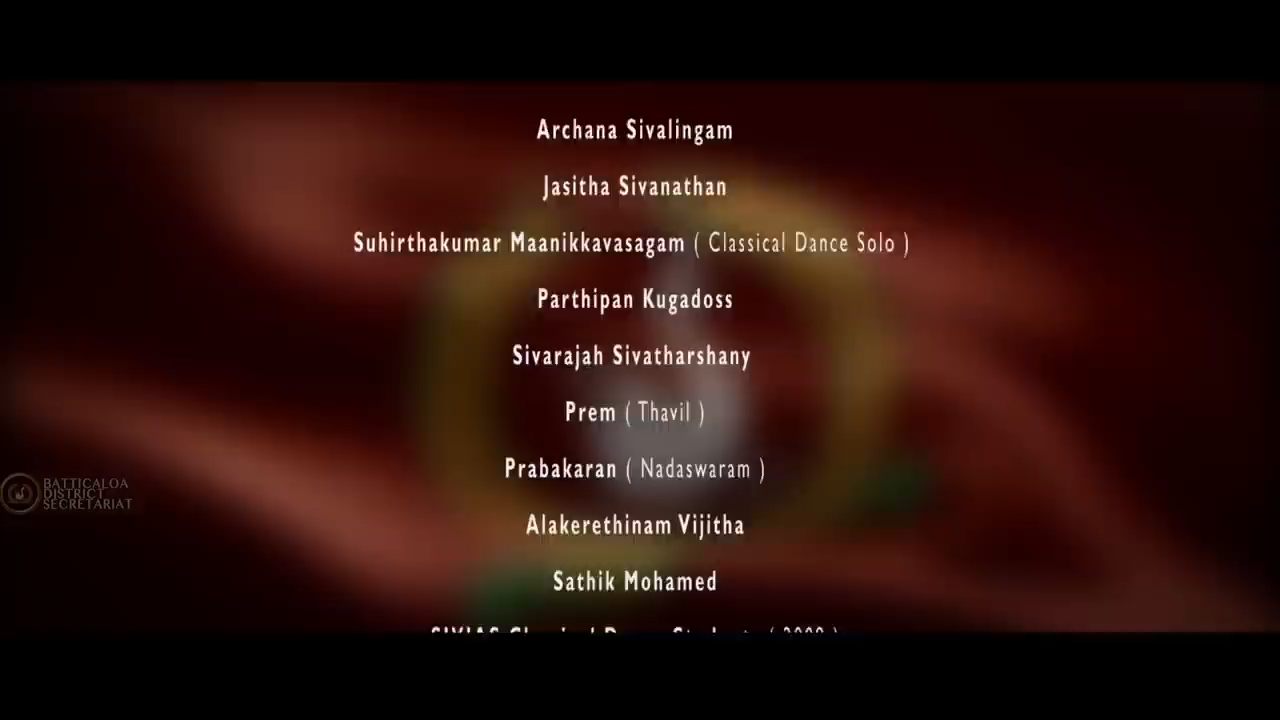 Archana Sivalingam
Jasitha Sivanathan
Suhirthakumar Maanikkavasagam ( Classical Dance Solo )
Parthipan Kugadoss
Sivarajah Sivatharshany
Prem ( Thavil )
Prabakaran ( Nadaswaram )
BATTICALOA
DISTRICT
SECRETARIAT
Alakerethinam Vijitha
Sathik Mohamed